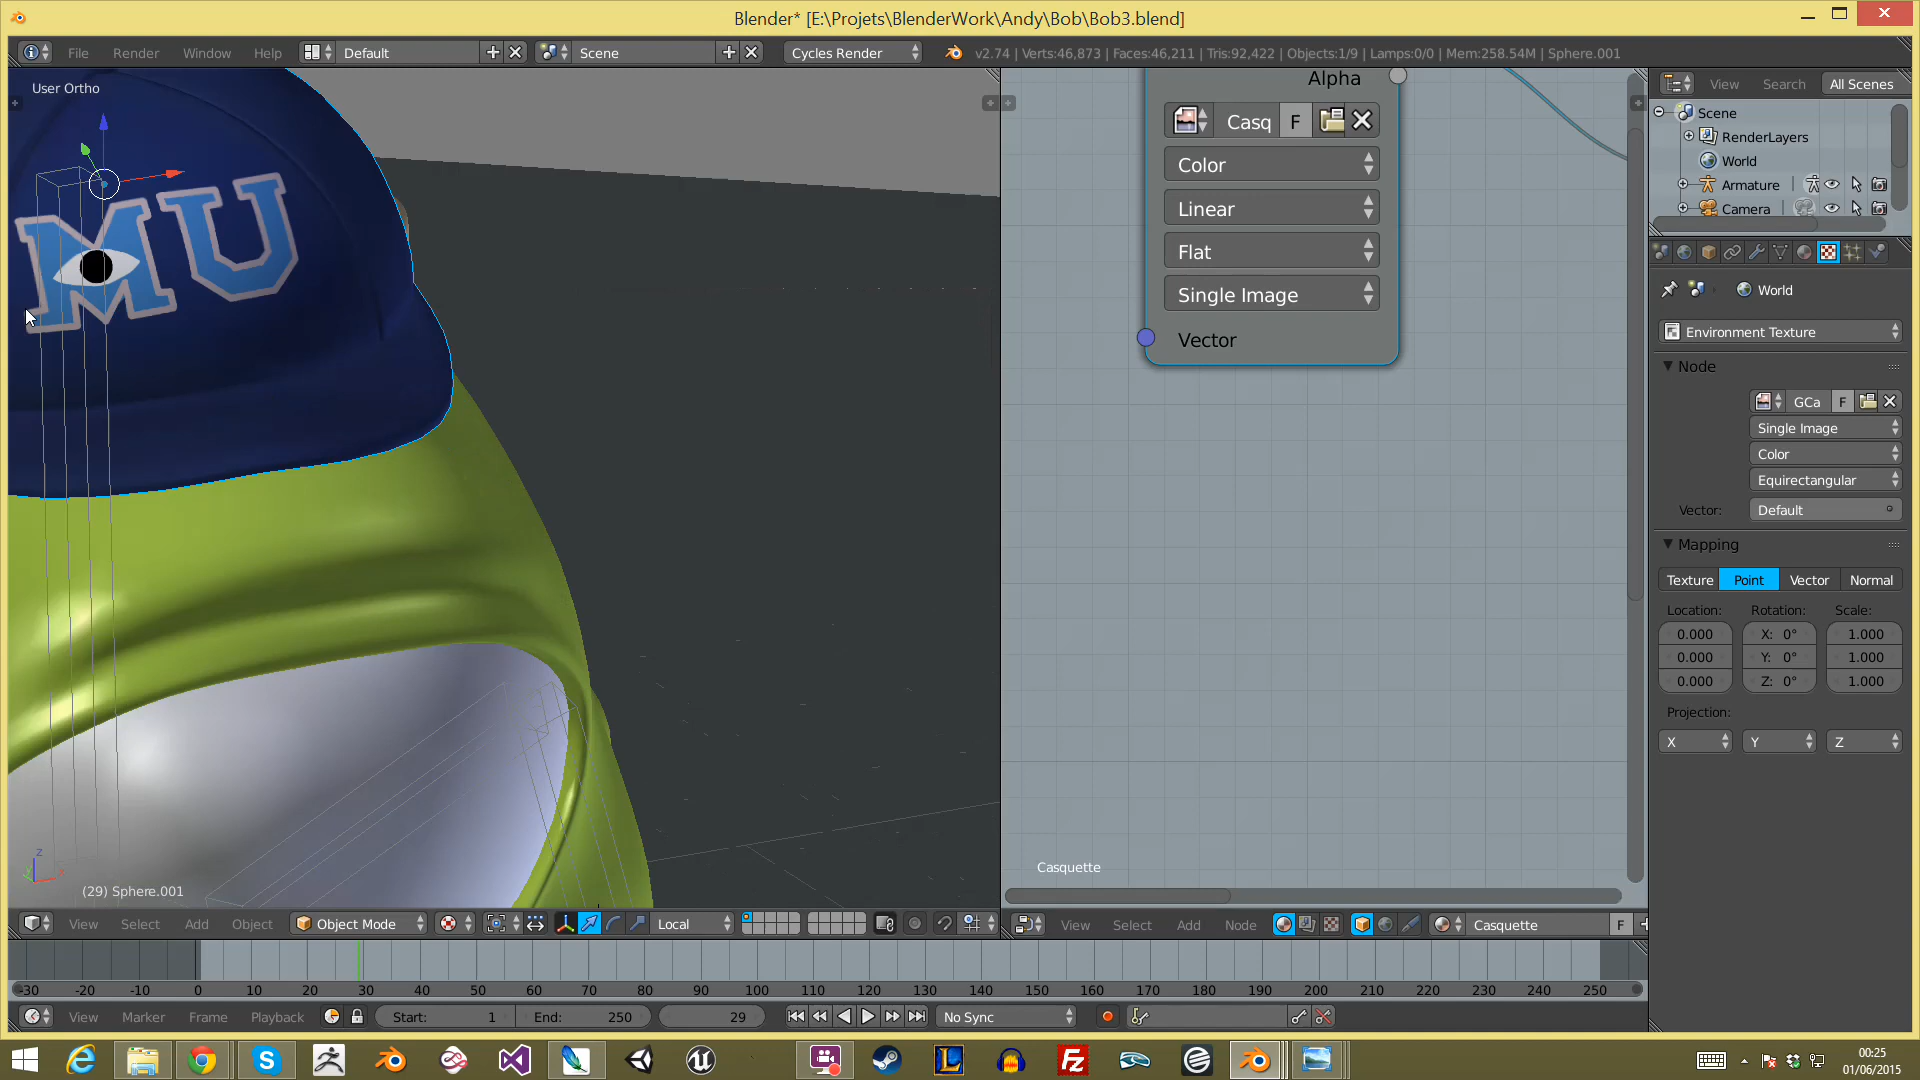 Blender* [E:\Projets\BlenderWork\Andy\Bob\Bob3.blend]
File Render Window Help Default Scene Cycles Render v2.74 | Verts:46,873 | Faces:46,211 | Tris:92,422 | Objects:1/9 | Lamps:0/0 | Mem:258.54M | Sphere.001
User Ortho
MU
(29) Sphere.001
View Select Add Object Object Mode Local
Alpha
Casq F
Color
Linear
Flat
Single Image
Vector
Casquette
View Select Add Node Casquette F
View Search All Scenes
Scene
RenderLayers
World
Armature
Camera
World
Environment Texture
Node
GCa F
Single Image
Color
Equirectangular
Vector: Default
Mapping
Texture Point Vector Normal
Location: Rotation: Scale:
0.000 X: 0° 1.000
0.000 Y: 0° 1.000
0.000 Z: 0° 1.000
Projection:
X Y Z
-30 -20 -10 0 10 20 30 40 50 60 70 80 90 100 110 120 130 140 150 160 170 180 190 200 210 220 230 240 250
View Marker Frame Playback Start: 1 End: 250 29 No Sync
00:25
01/06/2015